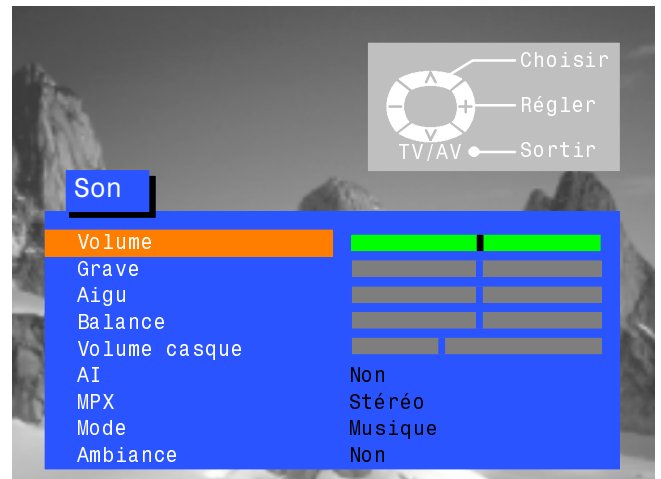 Choisir
Régler
TV/AV Sortir
Son
Volume
Grave
Aigu
Balance
Volume casque
AI Non
MPX Stéréo
Mode Musique
Ambiance Non